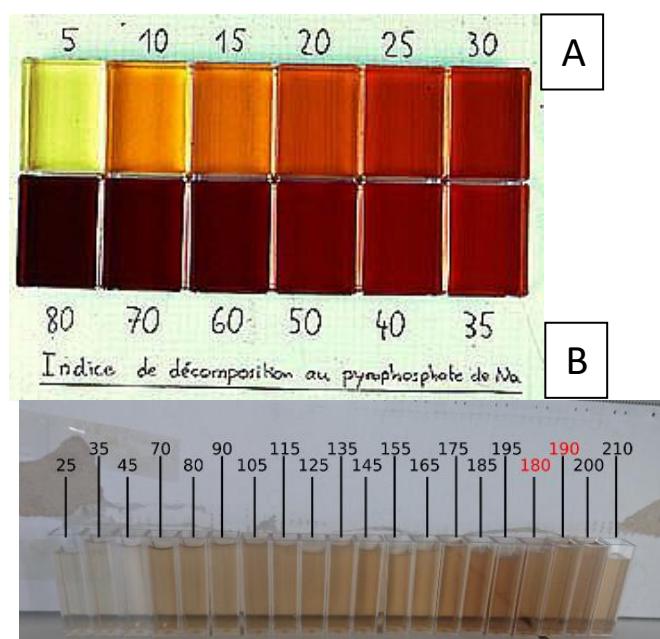 5 10 15 20 25 30
A
80 70 60 50 40 35
Indice de décomposition au pyrophosphate de Na
B
35 70 90 115 135 155 175 195 190 210
25 45 80 105 125 145 165 185 180 200